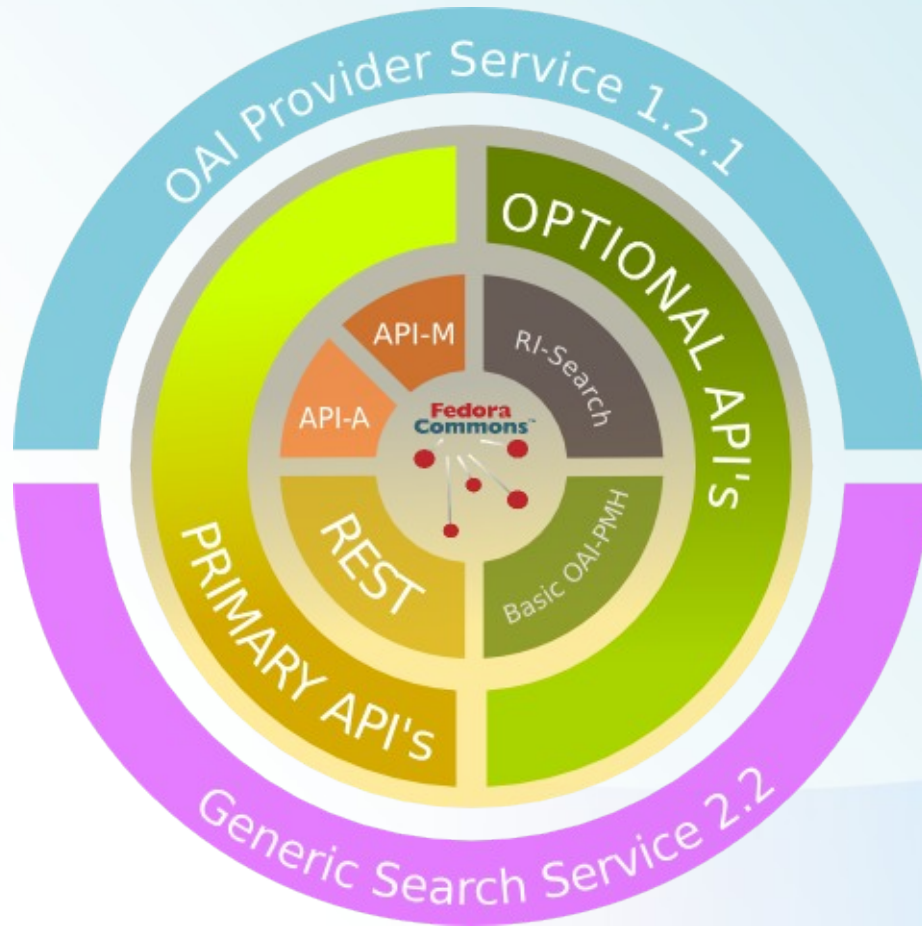 OAI Provider Service 1.2.1
OPTIONAL API's
API-M
RI-Search
API-A
Fedora
Commons™
REST
Basic OAI-PMH
PRIMARY API's
Generic Search Service 2.2